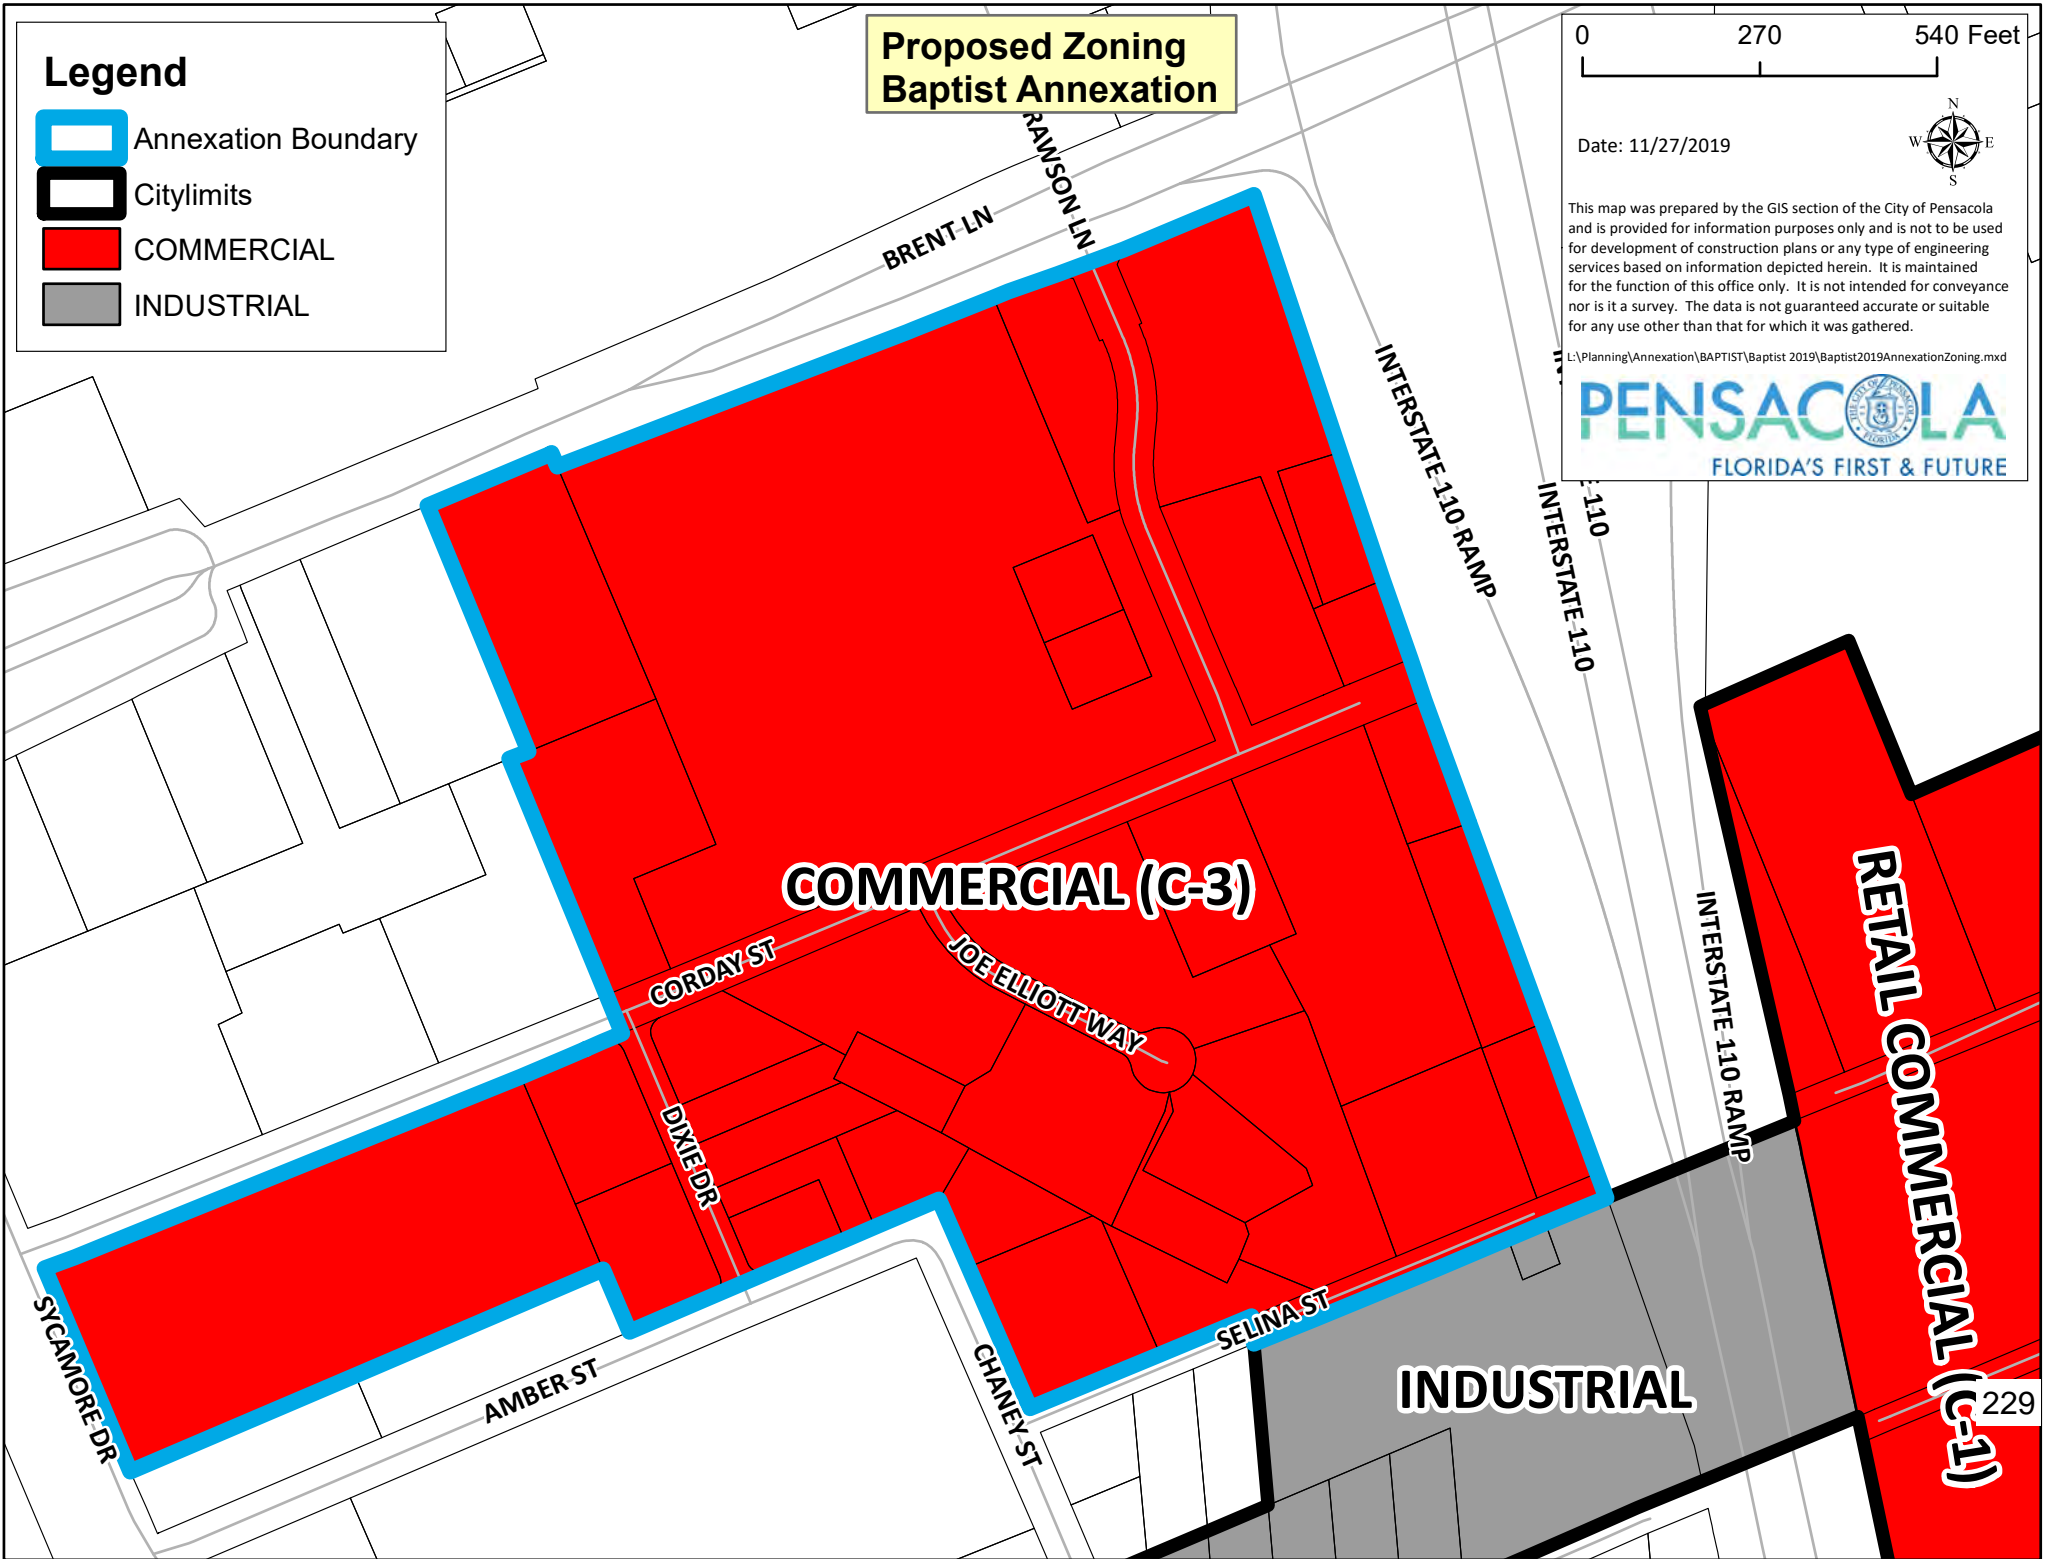 Legend
Annexation Boundary
Citylimits
COMMERCIAL
INDUSTRIAL
Proposed Zoning
Baptist Annexation
0 270 540 Feet
N
W E
S
Date: 11/27/2019
This map was prepared by the GIS section of the City of Pensacola
and is provided for information purposes only and is not to be used
for development of construction plans or any type of engineering
services based on information depicted herein. It is maintained
for the function of this office only. It is not intended for conveyance
nor is it a survey. The data is not guaranteed accurate or suitable
for any use other than that for which it was gathered.
L:\Planning\Annexation\BAPTIST\Baptist 2019\Baptist2019AnnexationZoning.mxd
PENSACOLA
FLORIDA'S FIRST & FUTURE
RAWSON LN
BRENT LN
INTERSTATE 110 RAMP
INTERSTATE 110
E 110
COMMERCIAL (C-3)
CORDAY ST
JOE ELLIOTT WAY
DIXIE DR
INTERSTATE 110 RAMP
RETAIL COMMERCIAL (C-1)
SYCAMORE DR
AMBER ST
CHANEY ST
SELINA ST
INDUSTRIAL
229